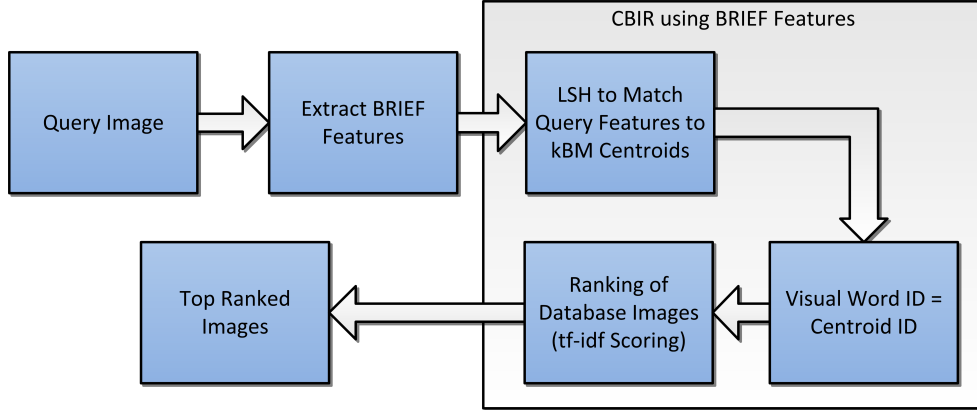 CBIR using BRIEF Features
Query Image
Extract BRIEF
Features
LSH to Match
Query Features to
kBM Centroids
Visual Word ID =
Centroid ID
Ranking of
Database Images
(tf-idf Scoring)
Top Ranked
Images